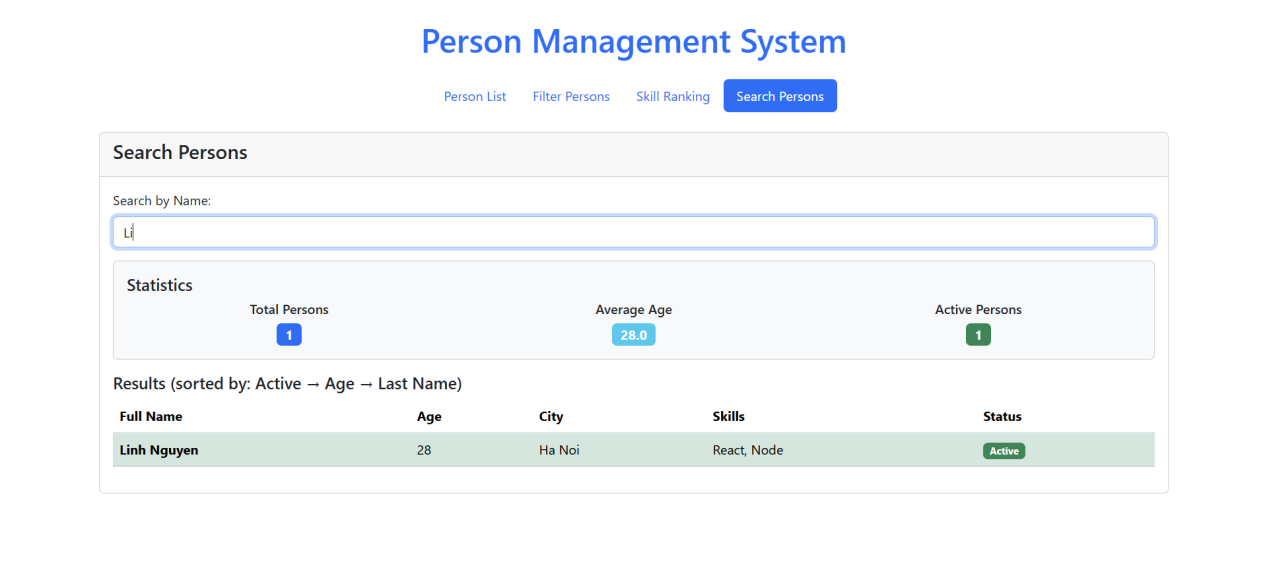 Person Management System
Person List Filter Persons Skill Ranking Search Persons
Search Persons
Search by Name:
Li
Statistics
Total Persons Average Age Active Persons
1 28.0 1
Results (sorted by: Active → Age → Last Name)
Full Name Age City Skills Status
Linh Nguyen 28 Ha Noi React, Node Active